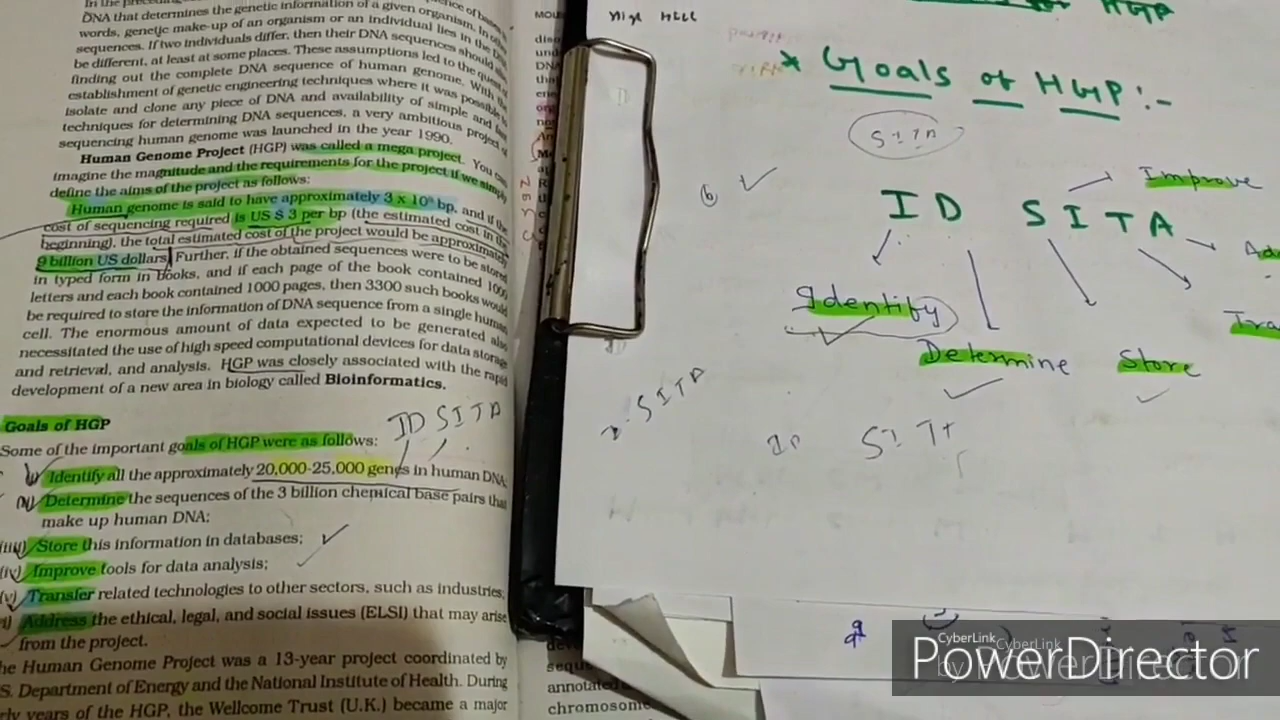 DNA that determines the genetic information of a given organism. In other
words, genetic make-up of an organism or an individual lies in the DNA
sequences. If two individuals differ, then their DNA sequences should also
be different, at least at some places. These assumptions led to the quest of
finding out the complete DNA sequence of human genome. With the
establishment of genetic engineering techniques where it was possible to
isolate and clone any piece of DNA and availability of simple and fast
techniques for determining DNA sequences, a very ambitious project of
sequencing human genome was launched in the year 1990.
Human Genome Project (HGP) was called a mega project. You can
imagine the magnitude and the requirements for the project if we simply
define the aims of the project as follows:
Human genome is said to have approximately 3 x 10⁹ bp, and if the
cost of sequencing required is US $ 3 per bp (the estimated cost in the
beginning), the total estimated cost of the project would be approximately
9 billion US dollars. Further, if the obtained sequences were to be stored
in typed form in books, and if each page of the book contained 1000
letters and each book contained 1000 pages, then 3300 such books would
be required to store the information of DNA sequence from a single human
cell. The enormous amount of data expected to be generated also
necessitated the use of high speed computational devices for data storage
and retrieval, and analysis. HGP was closely associated with the rapid
development of a new area in biology called Bioinformatics.
Goals of HGP
ID SITA
Some of the important goals of HGP were as follows:
Identify all the approximately 20,000-25,000 genes in human DNA;
Determine the sequences of the 3 billion chemical base pairs that
make up human DNA;
(iii) Store this information in databases;
(iv) Improve tools for data analysis;
(v) Transfer related technologies to other sectors, such as industries;
Address the ethical, legal, and social issues (ELSI) that may arise
from the project.
he Human Genome Project was a 13-year project coordinated by
S. Department of Energy and the National Institute of Health. During
rly years of the HGP, the Wellcome Trust (U.K.) became a major
annotated
chromosome
HGP
* Goals of HGP :-
SITA
Improve
ID SITA
Identify
Determine
Store
SITA
CyberLink
by PowerDirector